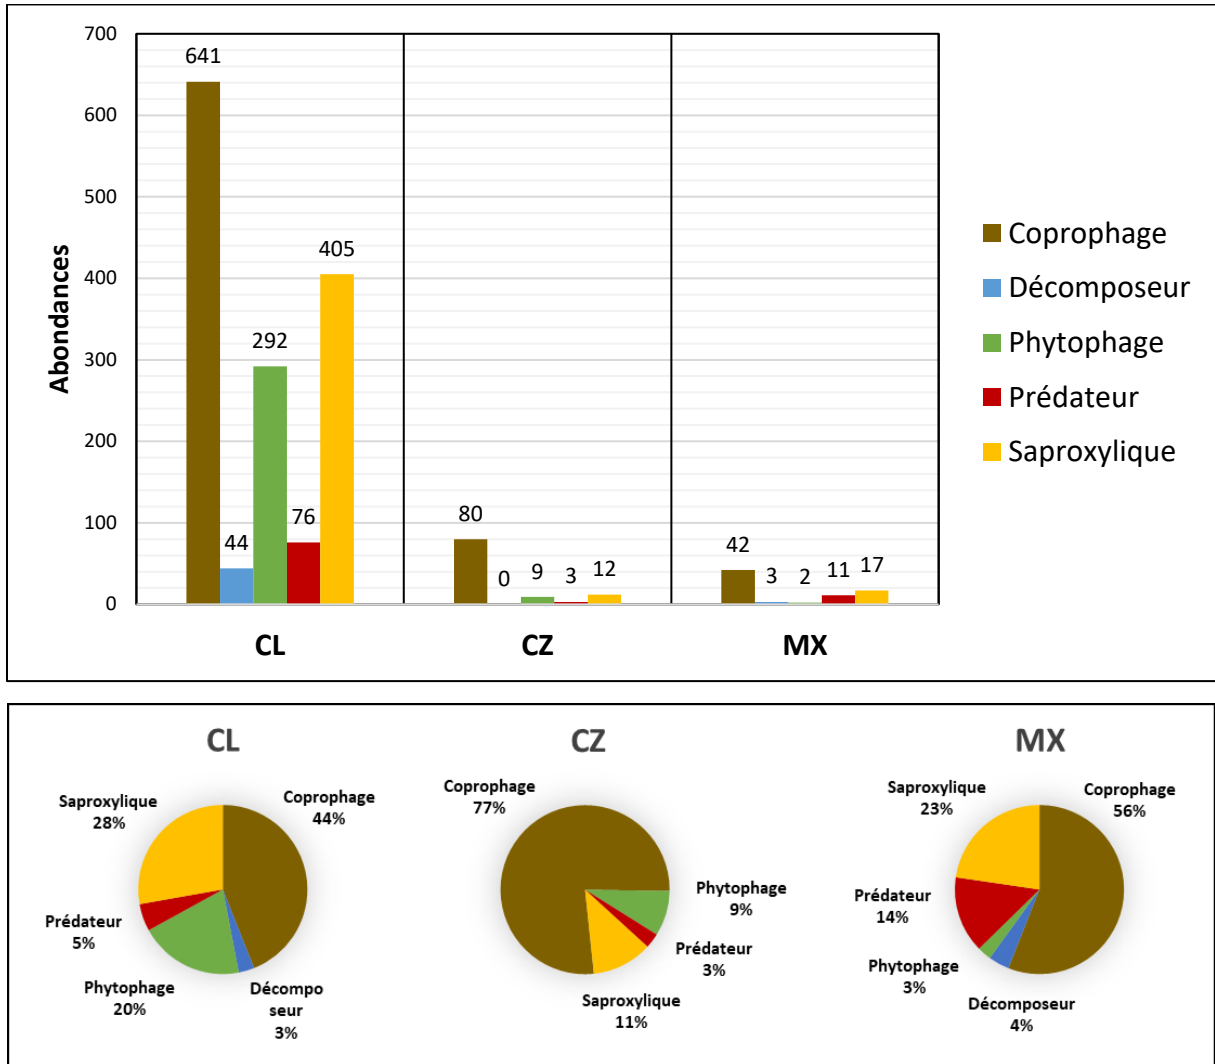 700
641
600
500
405
400
292
300
200
100
80
76
44
42
0
9
3
12
3
2
11
17
0
Abondances
CL
CZ
MX
Coprophage
Décomposeur
Phytophage
Prédateur
Saproxylique
CL
Saproxylique
28%
Coprophage
44%
Prédateur
5%
Phytophage
20%
Décompo
seur
3%
CZ
Coprophage
77%
Phytophage
9%
Prédateur
3%
Saproxylique
11%
MX
Saproxylique
23%
Coprophage
56%
Prédateur
14%
Phytophage
3%
Décomposeur
4%